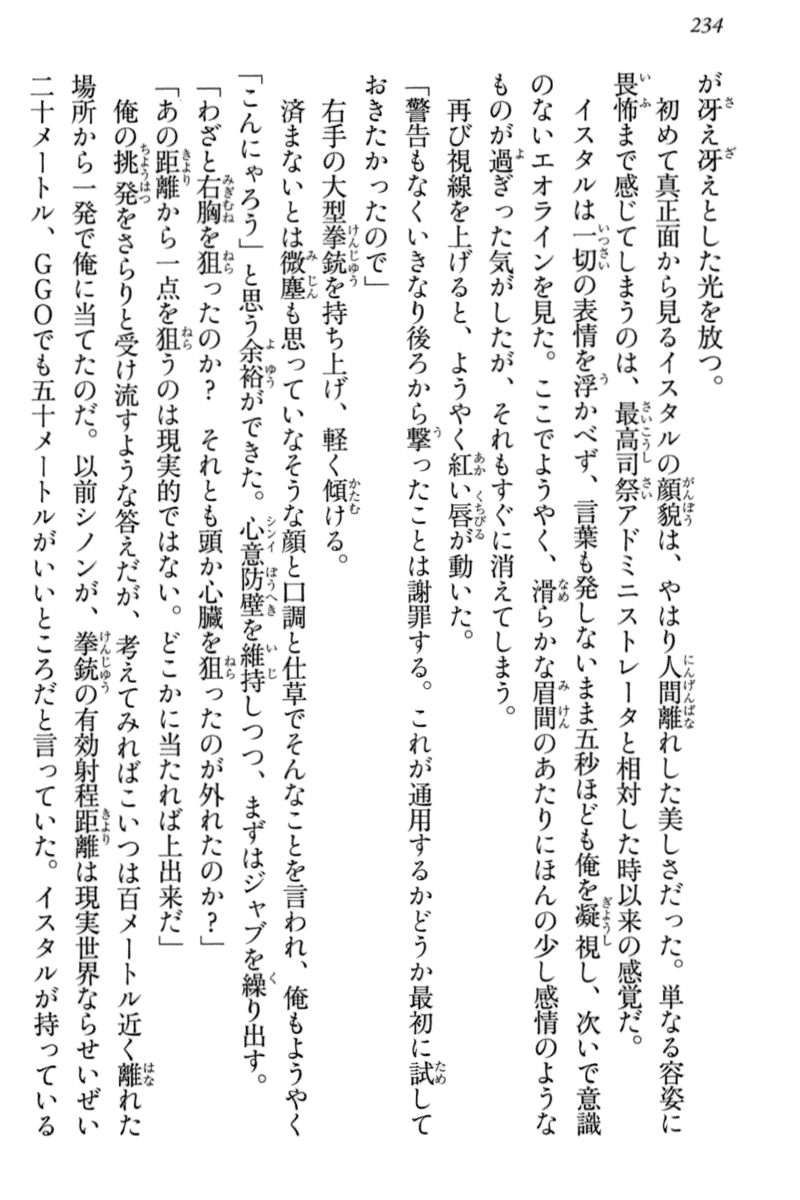 234
が冴え冴えとした光を放つ。
初めて真正面から見るイスタルの顔貌は、やはり人間離れした美しさだった。単なる容姿に
畏怖まで感じてしまうのは、最高司祭アドミニストレータと相対した時以来の感覚だ。
イスタルは一切の表情を浮かべず、言葉も発しないまま五秒ほども俺を凝視し、次いで意識
のないエオラインを見た。ここでようやく、滑らかな眉間のあたりにほんの少し感情のような
ものが過ぎった気がしたが、それもすぐに消えてしまう。
再び視線を上げると、ようやく紅い唇が動いた。
「警告もなくいきなり後ろから撃ったことは謝罪する。これが通用するかどうか最初に試して
おきたかったので」
右手の大型拳銃を持ち上げ、軽く傾ける。
済まないとは微塵も思っていなそうな顔と口調と仕草でそんなことを言われ、俺もようやく
「こんにゃろう」と思う余裕ができた。心意防壁を維持しつつ、まずはジャブを繰り出す。
「わざと右胸を狙ったのか？　それとも頭か心臓を狙ったのが外れたのか？」
「あの距離から一点を狙うのは現実的ではない。どこかに当たれば上出来だ」
俺の挑発をさらりと受け流すような答えだが、考えてみればこいつは百メートル近く離れた
場所から一発で俺に当てたのだ。以前シノンが、拳銃の有効射程距離は現実世界ならせいぜい
二十メートル、ＧＧＯでも五十メートルがいいところだと言っていた。イスタルが持っている